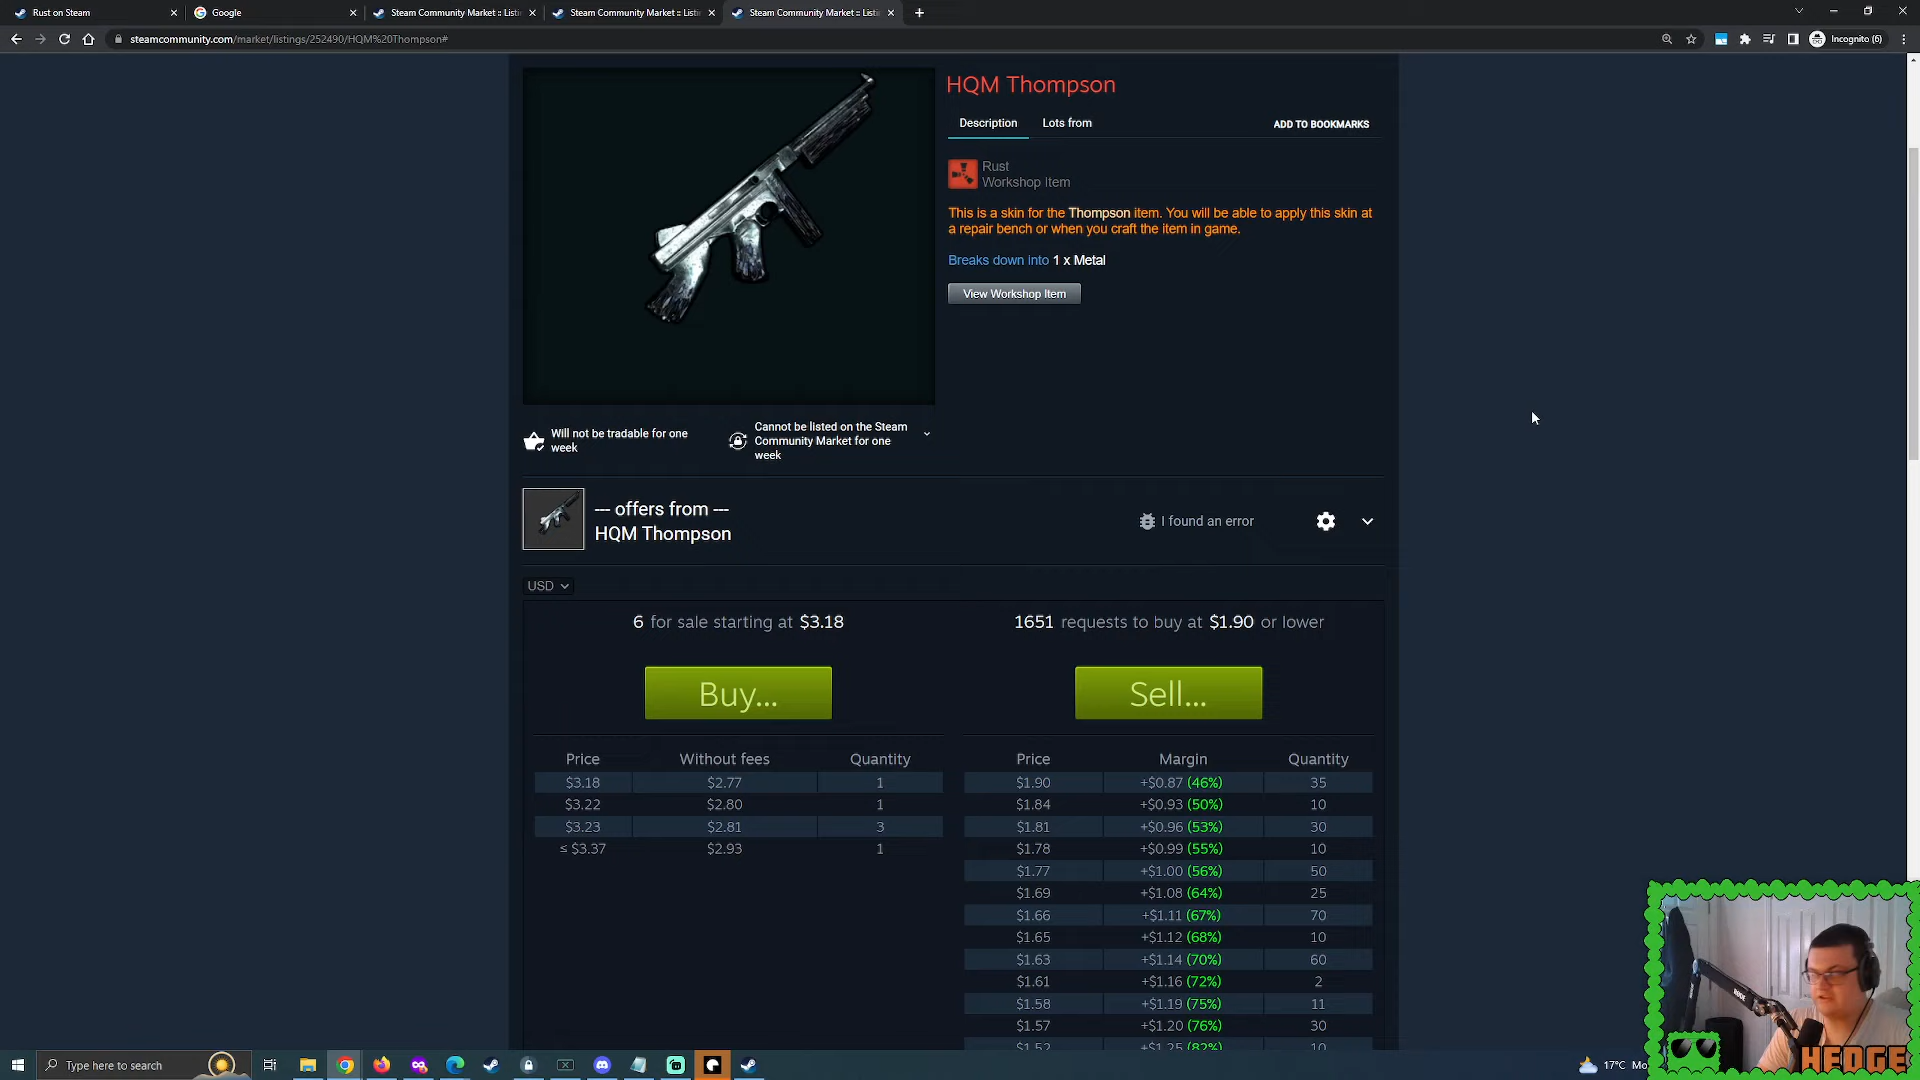 Rust on Steam
Google
Steam Community Market :: Listi
Steam Community Market :: Listin
Steam Community Market :: Listi
steamcommunity.com/market/listings/252490/HQM%20Thompson#
Incognito (6)
HQM Thompson
Description
Lots from
ADD TO BOOKMARKS
Rust
Workshop Item
This is a skin for the Thompson item. You will be able to apply this skin at
a repair bench or when you craft the item in game.
Breaks down into 1 x Metal
View Workshop Item
Will not be tradable for one
week
Cannot be listed on the Steam
Community Market for one
week
--- offers from ---
HQM Thompson
I found an error
USD
6 for sale starting at $3.18
1651 requests to buy at $1.90 or lower
Buy...
Sell...
Price Without fees Quantity
$3.18 $2.77 1
$3.22 $2.80 1
$3.23 $2.81 3
≤ $3.37 $2.93 1
Price Margin Quantity
$1.90 +$0.87 (46%) 35
$1.84 +$0.93 (50%) 10
$1.81 +$0.96 (53%) 30
$1.78 +$0.99 (55%) 10
$1.77 +$1.00 (56%) 50
$1.69 +$1.08 (64%) 25
$1.66 +$1.11 (67%) 70
$1.65 +$1.12 (68%) 10
$1.63 +$1.14 (70%) 60
$1.61 +$1.16 (72%) 2
$1.58 +$1.19 (75%) 11
$1.57 +$1.20 (76%) 30
$1.52 +$1.25 (82%) 10
Type here to search
17°C Mo
HEDGE